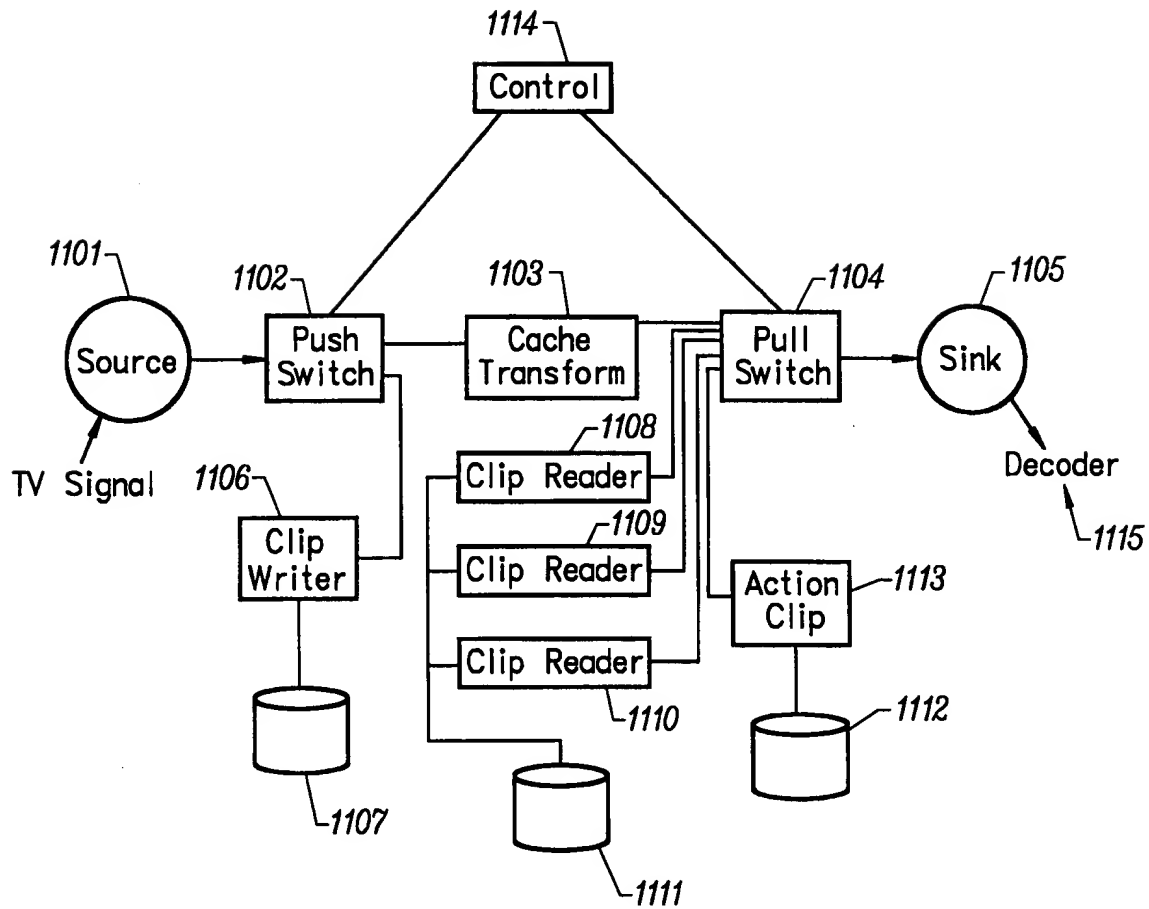 1114
Control
1101
1102
1103
1104
1105
Source
Push
Switch
Cache
Transform
Pull
Switch
Sink
TV Signal
Decoder
1115
1106
Clip
Writer
1108
Clip Reader
1109
Clip Reader
Clip Reader
1110
Action
Clip
1113
1107
1111
1112